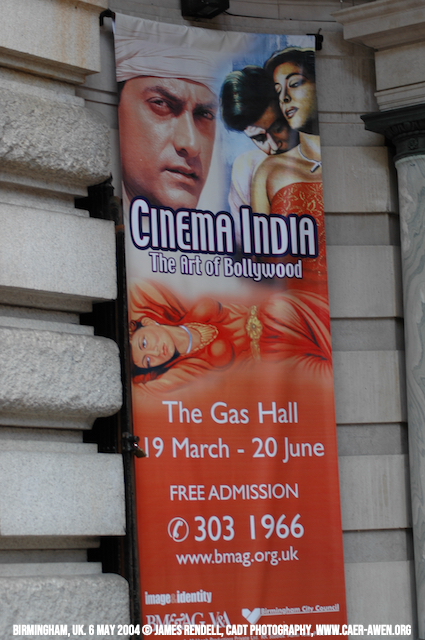 CINEMA INDIA
The Art of Bollywood
The Gas Hall
19 March - 20 June
FREE ADMISSION
✆ 303 1966
www.bmag.org.uk
image&identity
BM&AG V&A Birmingham City Council
BIRMINGHAM, UK. 6 MAY 2004 © JAMES RENDELL, CADT PHOTOGRAPHY, WWW.CAER-AWEN.ORG